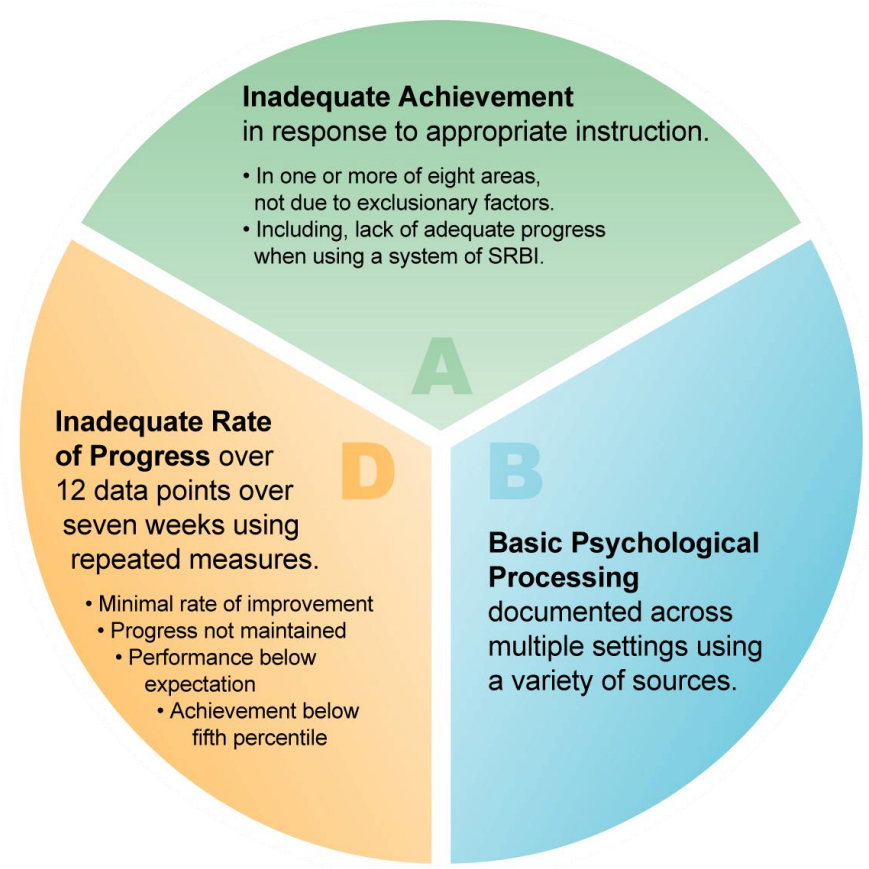 Inadequate Achievement
in response to appropriate instruction.
• In one or more of eight areas,
not due to exclusionary factors.
• Including, lack of adequate progress
when using a system of SRBI.
A
Inadequate Rate
of Progress over
12 data points over
seven weeks using
repeated measures.
• Minimal rate of improvement
• Progress not maintained
• Performance below
expectation
• Achievement below
fifth percentile
D
B
Basic Psychological
Processing
documented across
multiple settings using
a variety of sources.